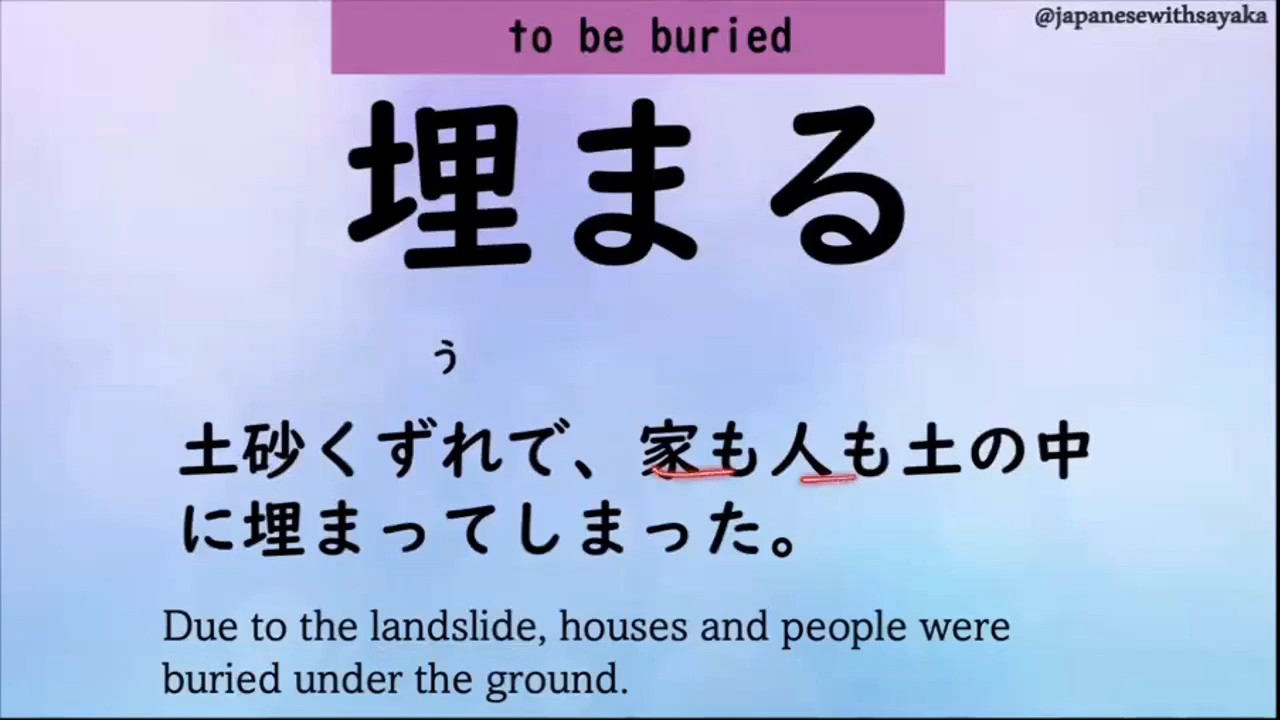 @japanesewithsayaka
to be buried
埋まる
う
土砂くずれで、家も人も土の中
に埋まってしまった。
Due to the landslide, houses and people were
buried under the ground.